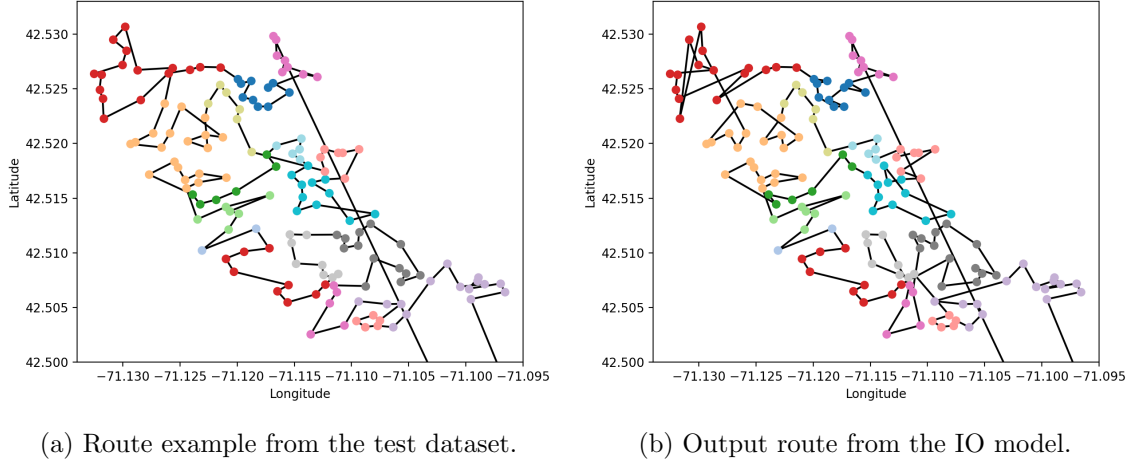 42.530
42.525
42.520
42.515
42.510
42.505
42.500
Latitude
−71.130 −71.125 −71.120 −71.115 −71.110 −71.105 −71.100 −71.095
Longitude
(a) Route example from the test dataset.
42.530
42.525
42.520
42.515
42.510
42.505
42.500
Latitude
−71.130 −71.125 −71.120 −71.115 −71.110 −71.105 −71.100 −71.095
Longitude
(b) Output route from the IO model.